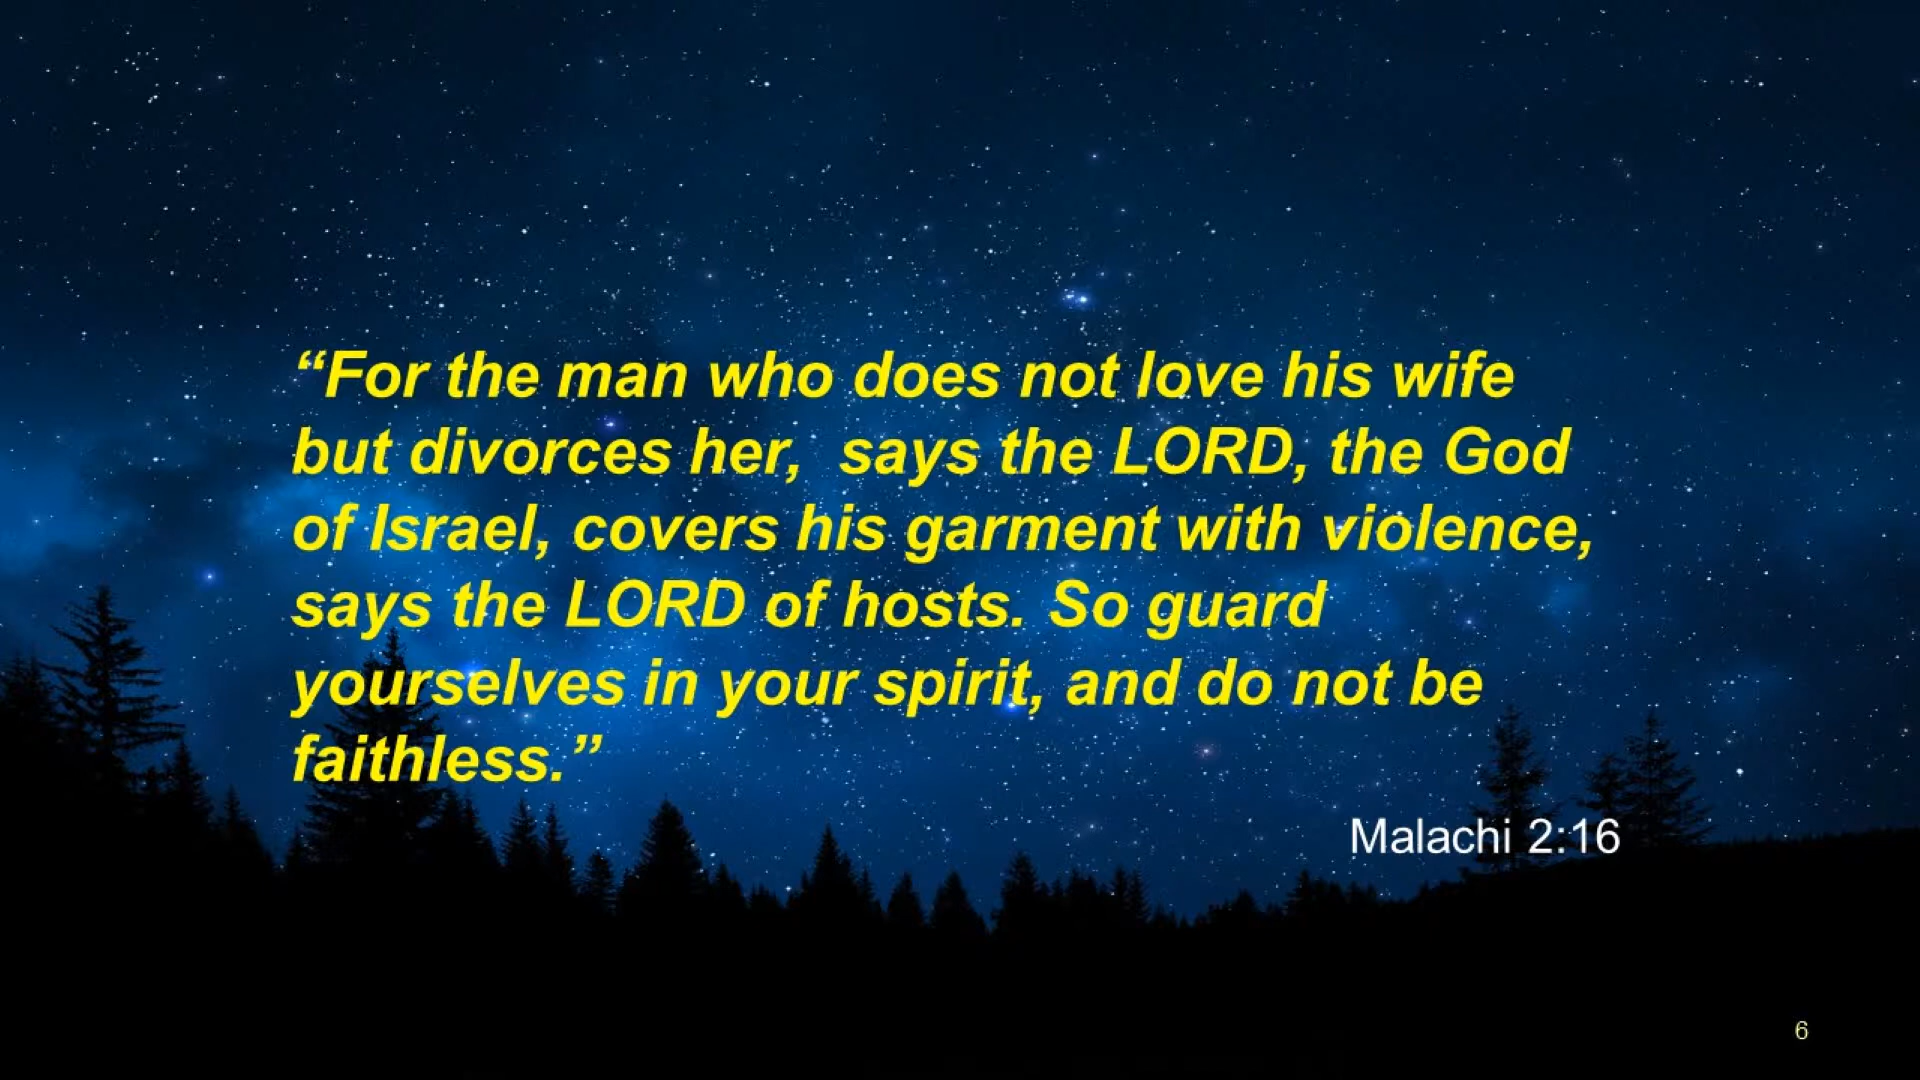 “For the man who does not love his wife
but divorces her,  says the LORD, the God
of Israel, covers his garment with violence,
says the LORD of hosts. So guard
yourselves in your spirit, and do not be
faithless.”
Malachi 2:16
6